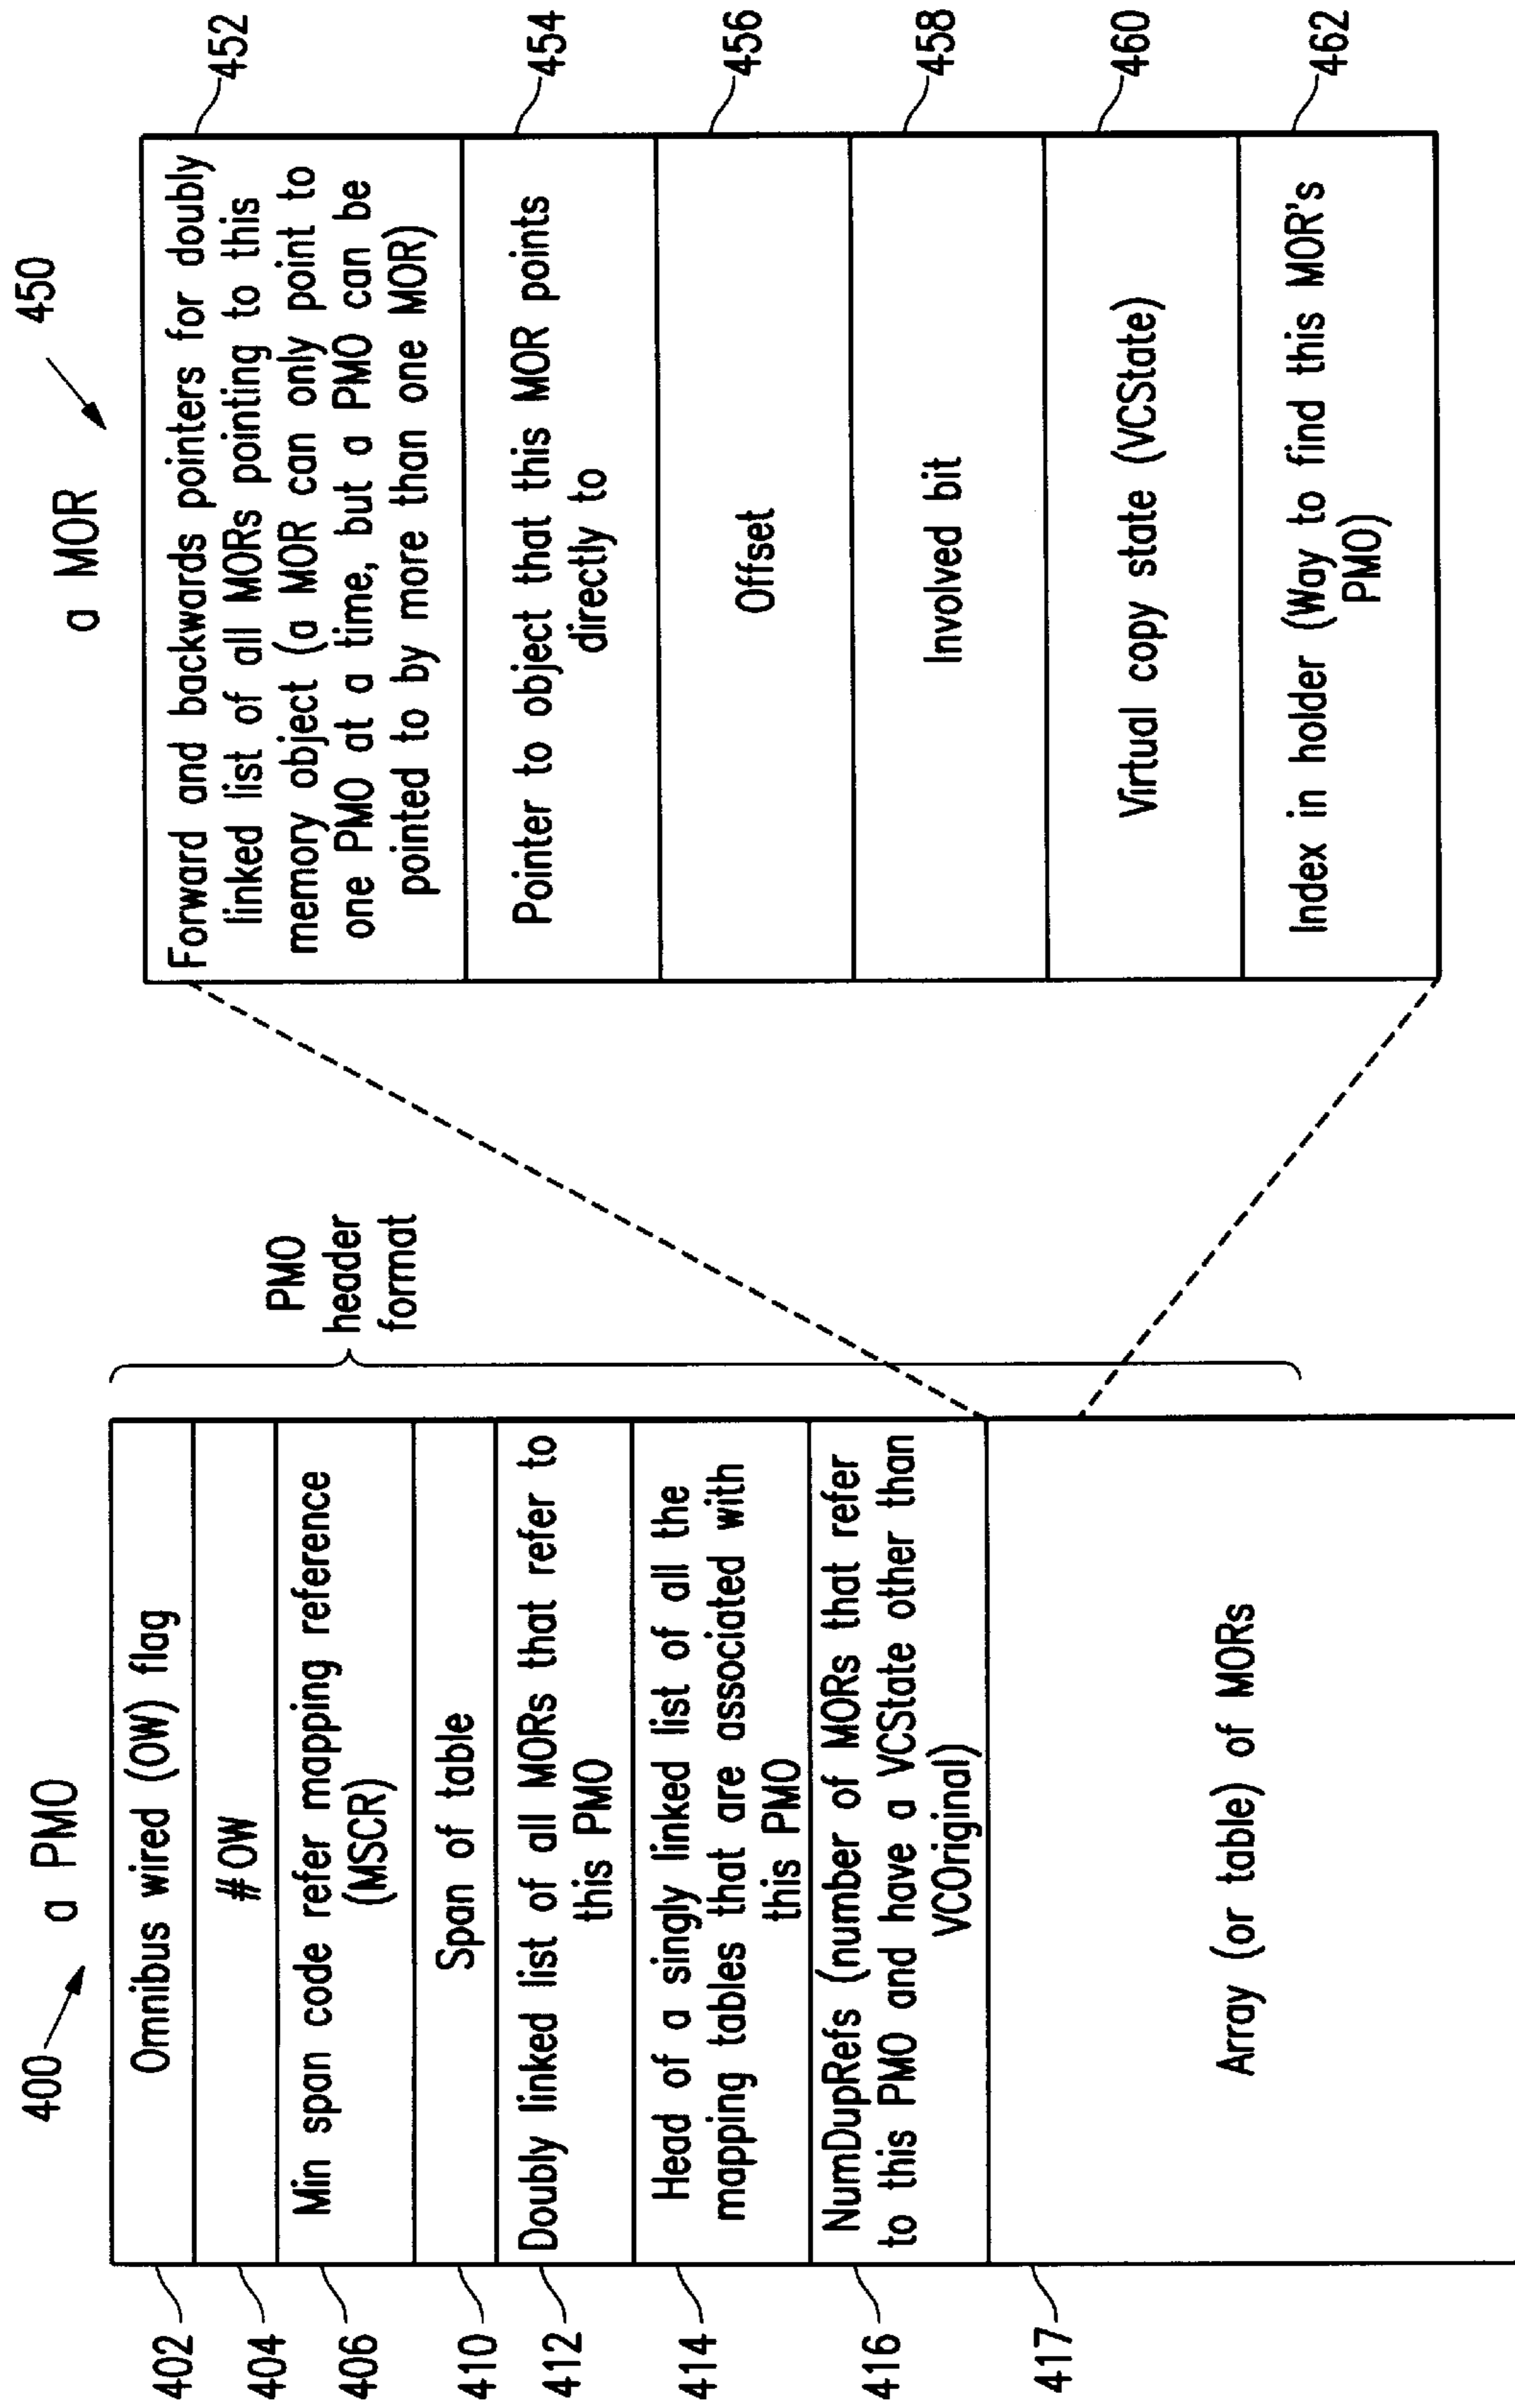 400
a PMO
402
Omnibus wired (OW) flag
404
# OW
406
Min span code refer mapping reference
(MSCR)
410
Span of table
412
Doubly linked list of all MORs that refer to
this PMO
414
Head of a singly linked list of all the
mapping tables that are associated with
this PMO
416
NumDupRefs (number of MORs that refer
to this PMO and have a VCState other than
VCOriginal)
417
Array (or table) of MORs
PMO
header
format
a MOR
450
Forward and backwards pointers for doubly
linked list of all MORs pointing to this
memory object (a MOR can only point to
one PMO at a time, but a PMO can be
pointed to by more than one MOR)
452
Pointer to object that this MOR points
directly to
454
Offset
456
Involved bit
458
Virtual copy state (VCState)
460
Index in holder (Way to find this MOR's
PMO)
462